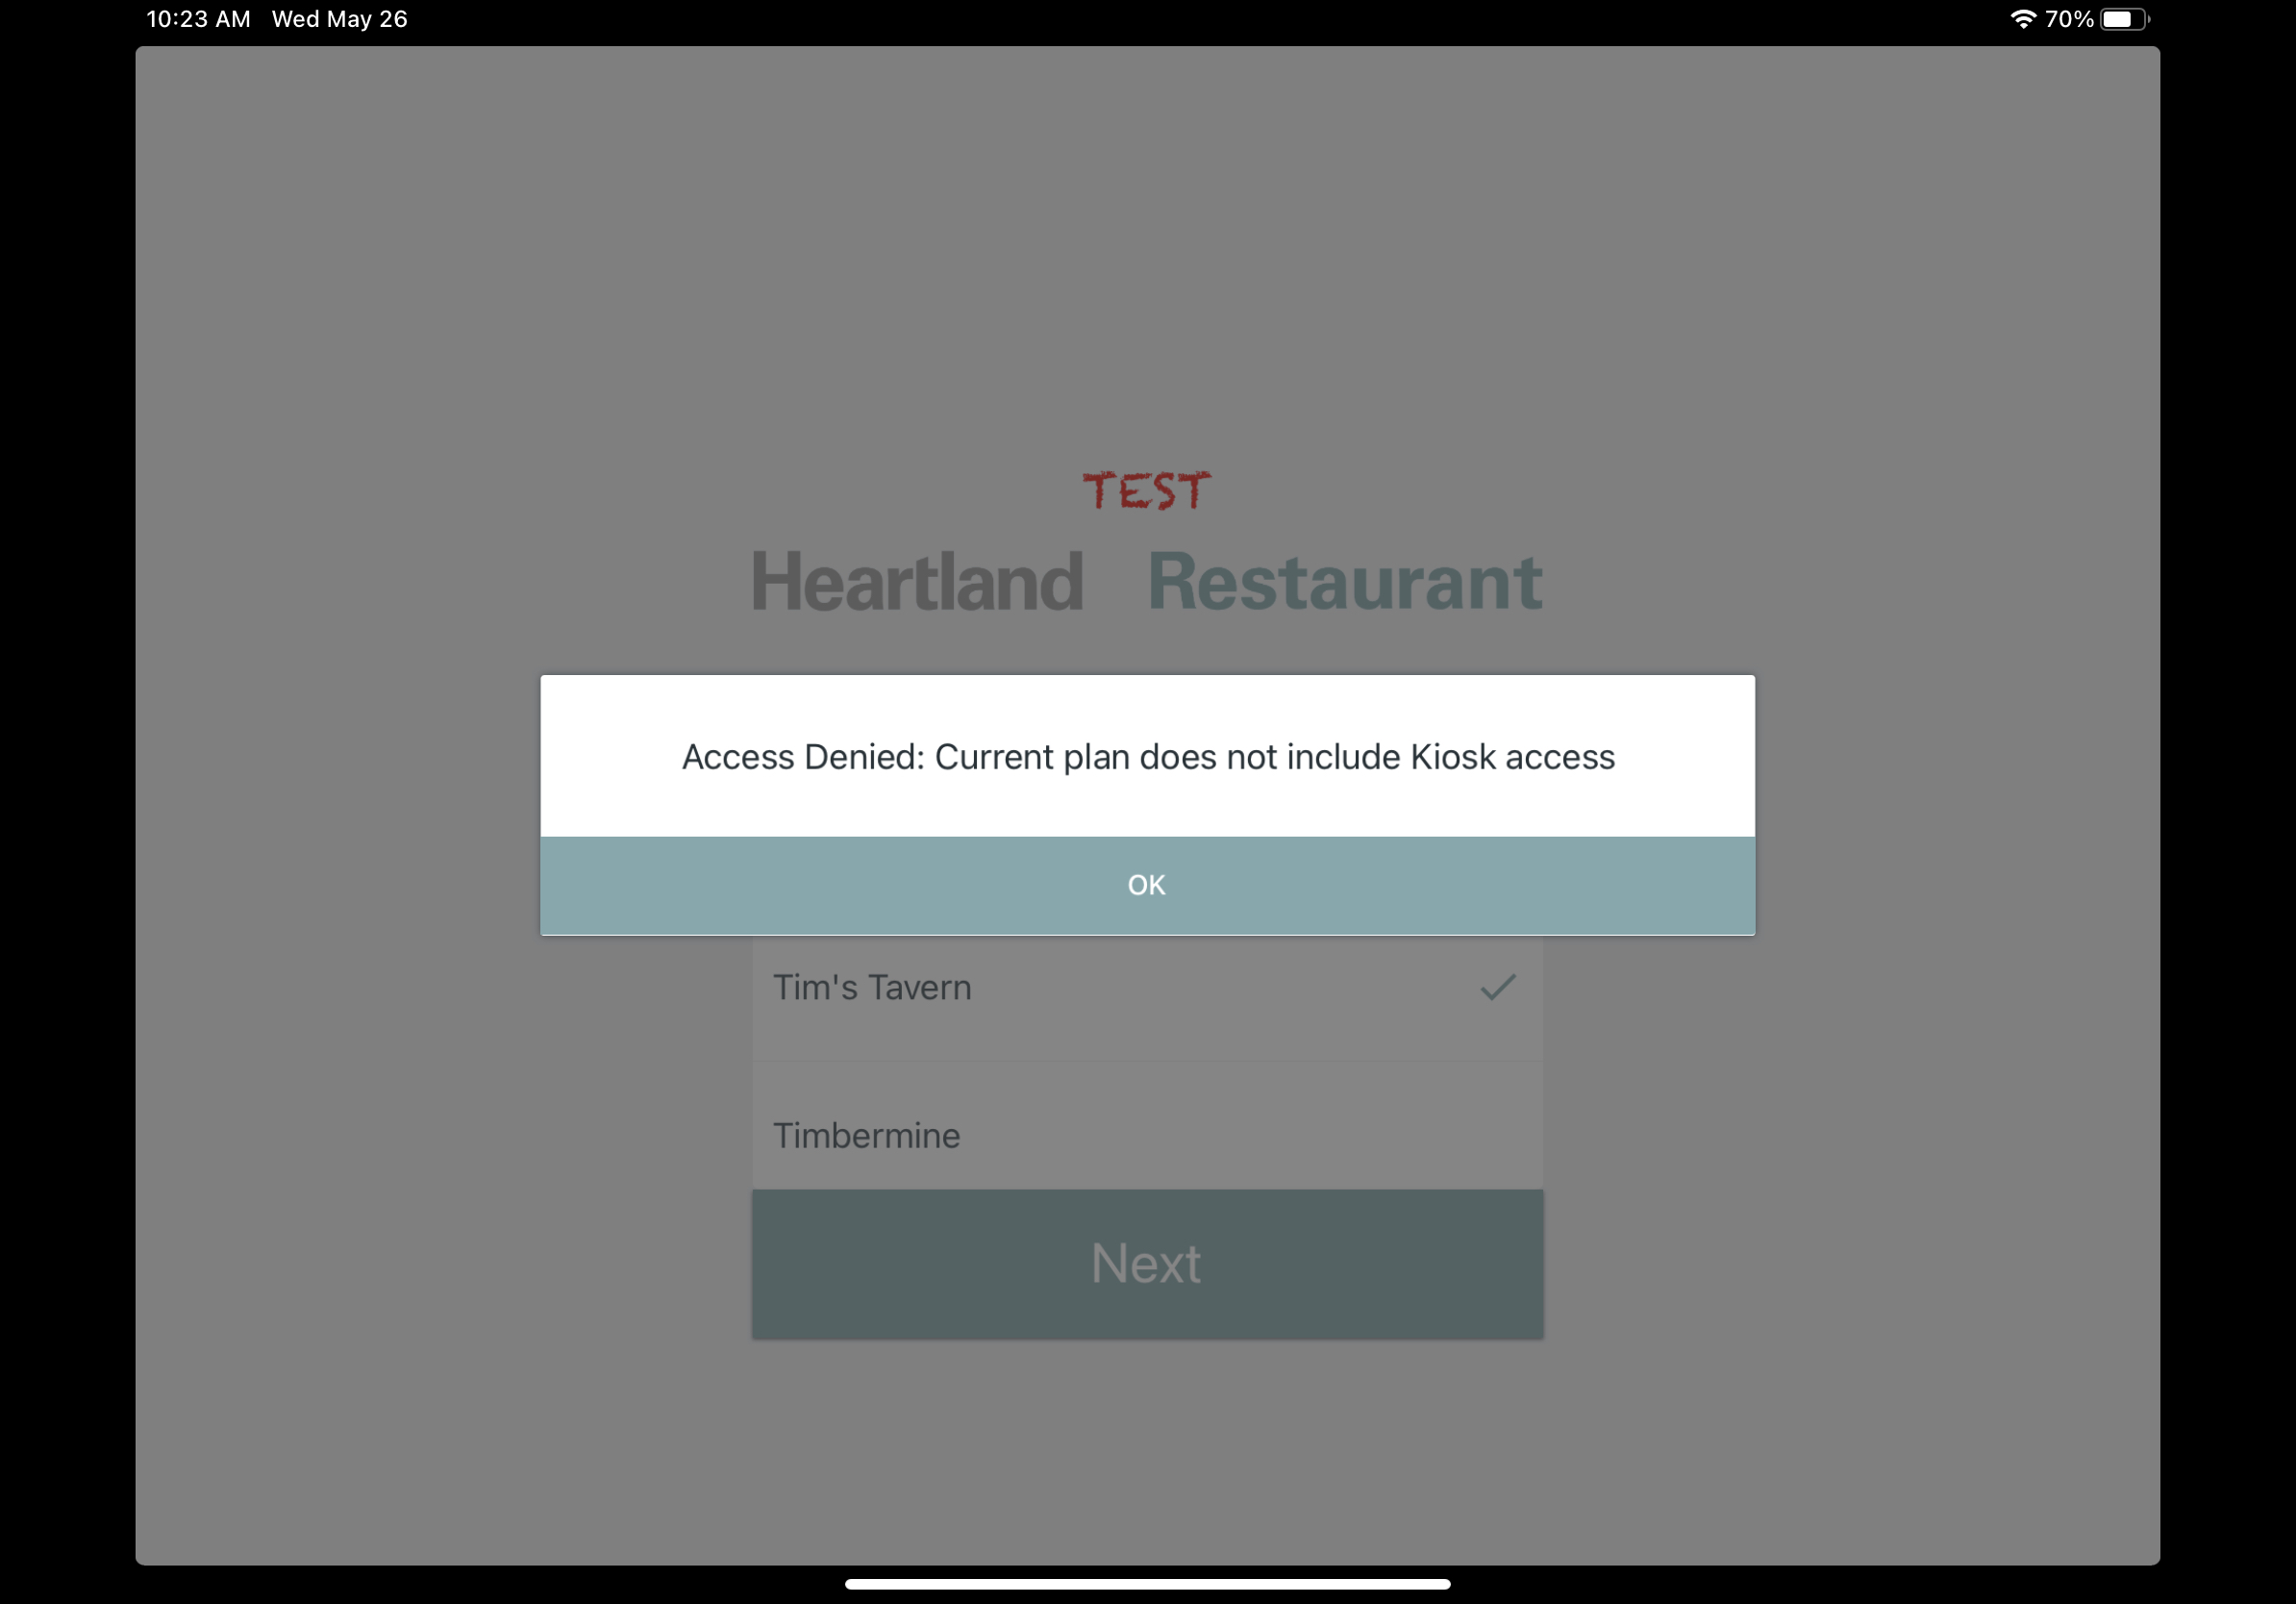 10:23 AM Wed May 26
70%
TEST
Heartland Restaurant
Access Denied: Current plan does not include Kiosk access
OK
Tim's Tavern
Timbermine
Next